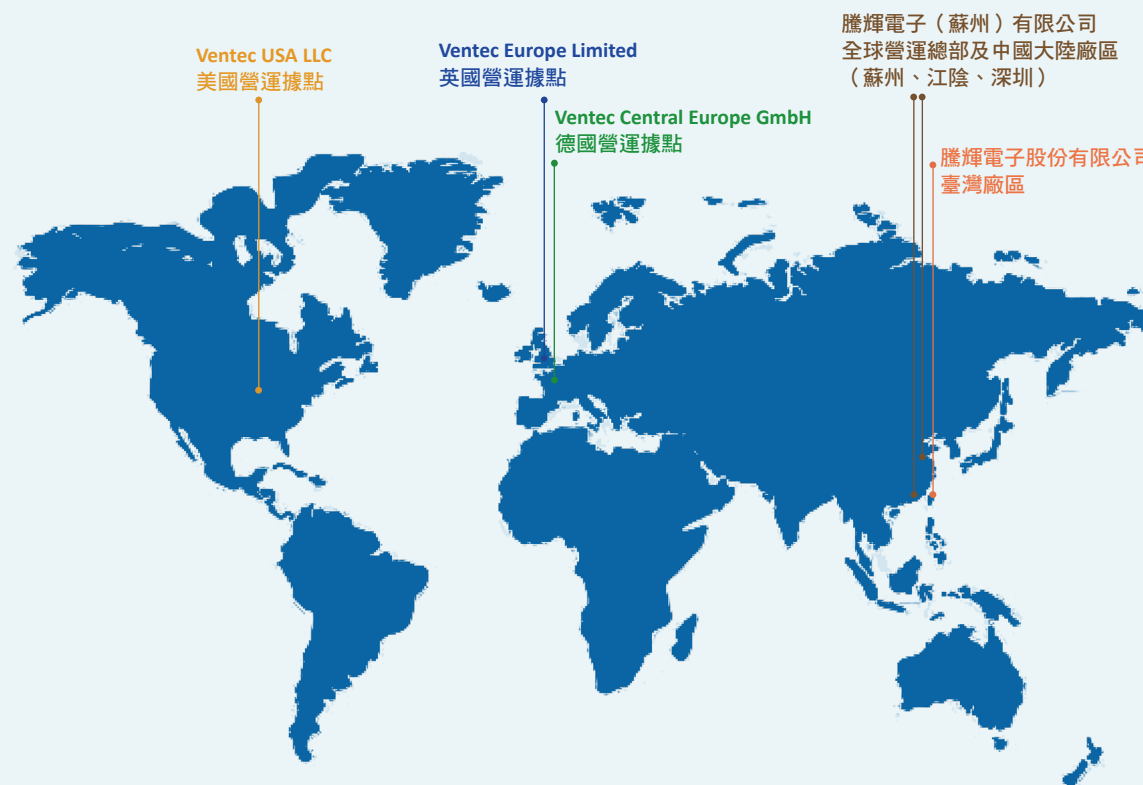 Ventec USA LLC
美國營運據點
Ventec Europe Limited
英國營運據點
Ventec Central Europe GmbH
德國營運據點
騰輝電子（蘇州）有限公司
全球營運總部及中國大陸廠區
（蘇州、江陰、深圳）
騰輝電子股份有限公司
臺灣廠區